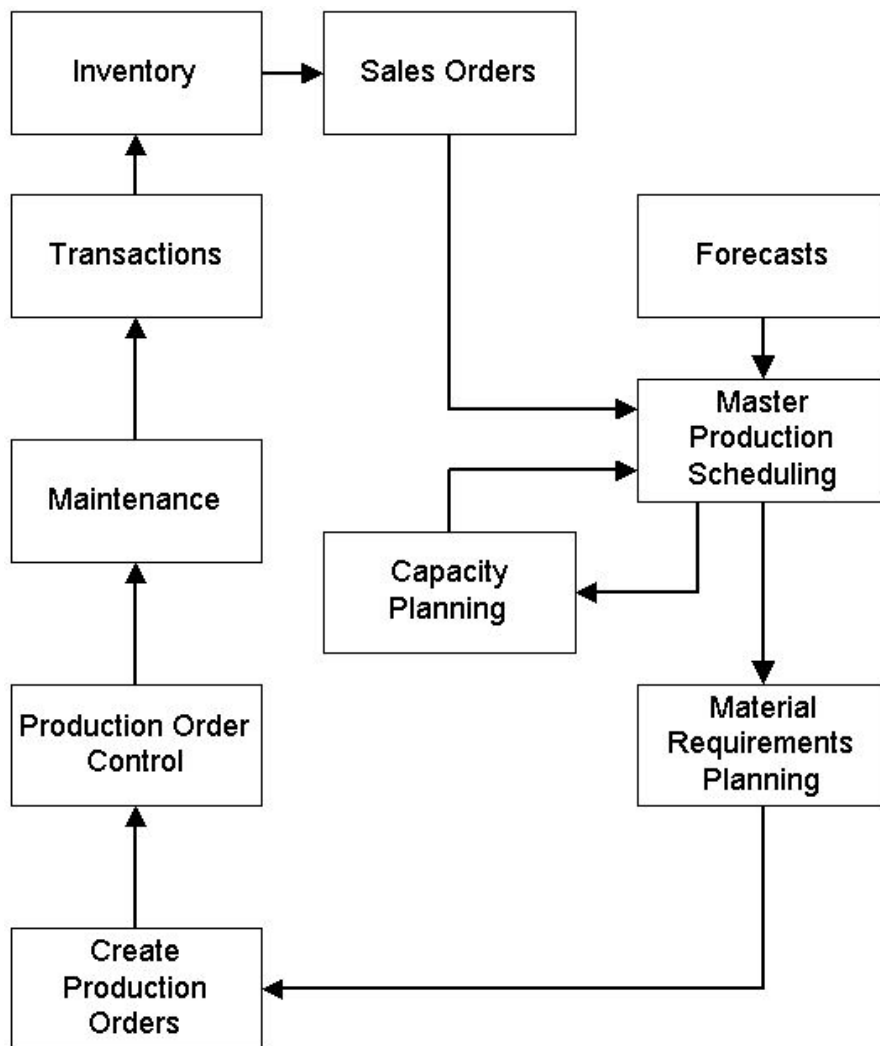 Inventory
Sales Orders
Transactions
Forecasts
Master
Production
Scheduling
Maintenance
Capacity
Planning
Production Order
Control
Material
Requirements
Planning
Create
Production
Orders